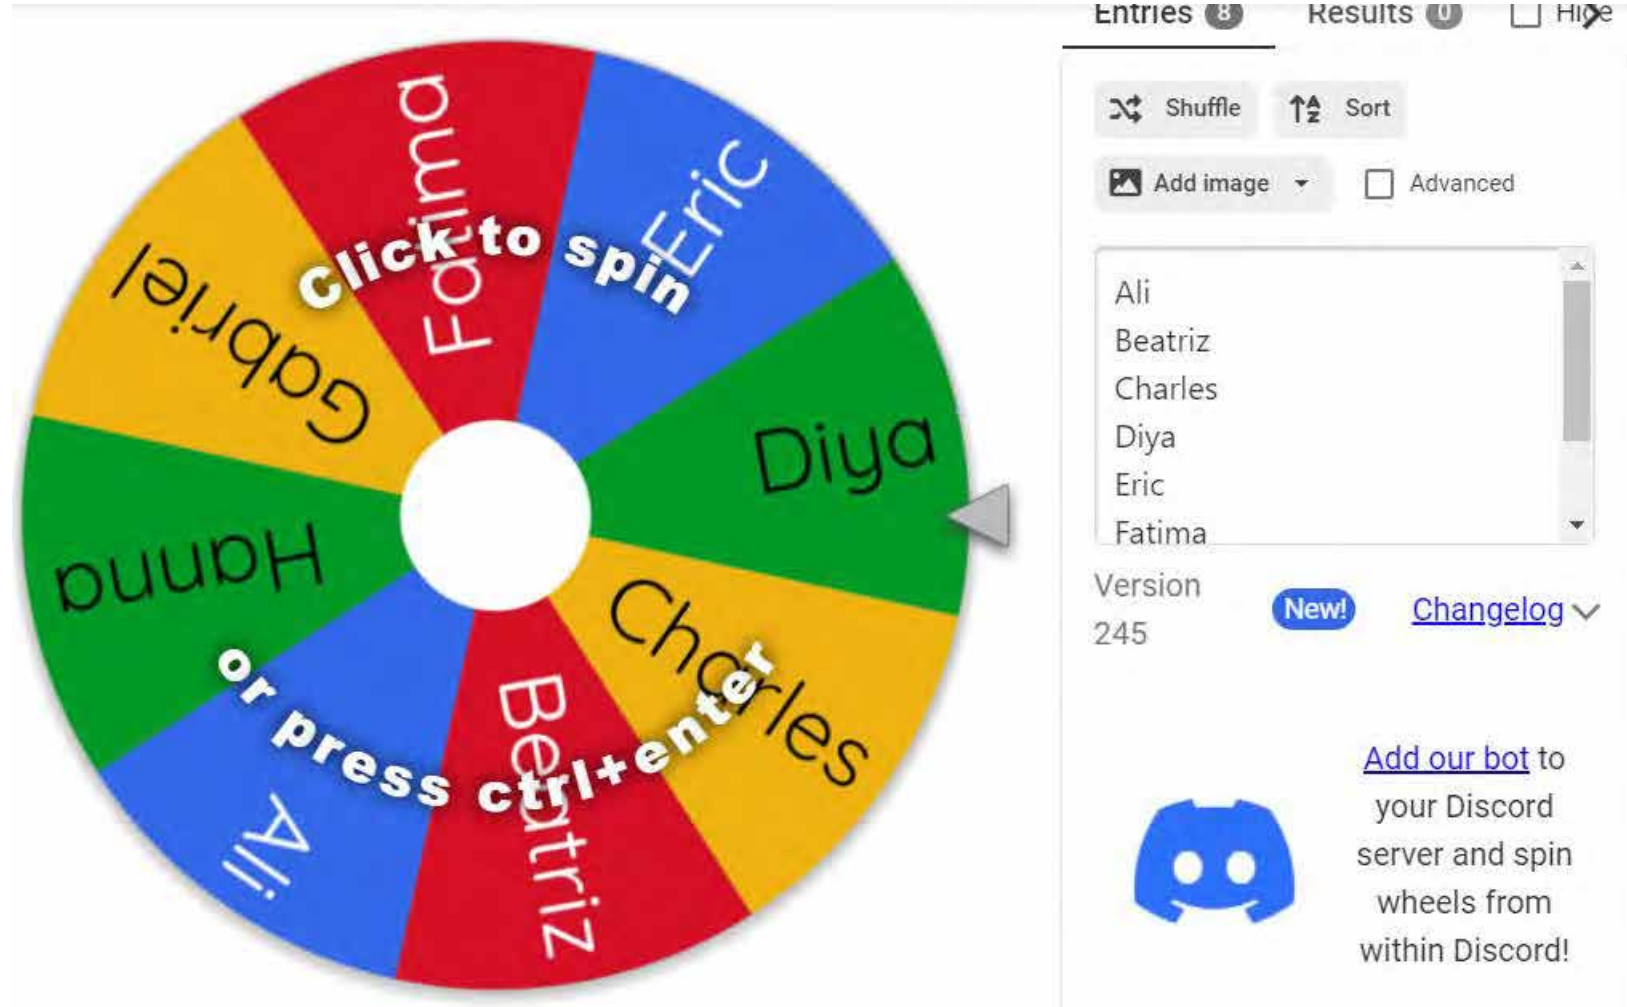 Entries 8
Results 0
Hide
Shuffle
Sort
Add image
Advanced
Ali
Beatriz
Charles
Diya
Eric
Fatima
Version
245
New!
Changelog
Add our bot to
your Discord
server and spin
wheels from
within Discord!
Click to spin
or press ctrl+enter
Fatima
Eric
Diya
Charles
Beatriz
Ali
Hanna
Gabriel